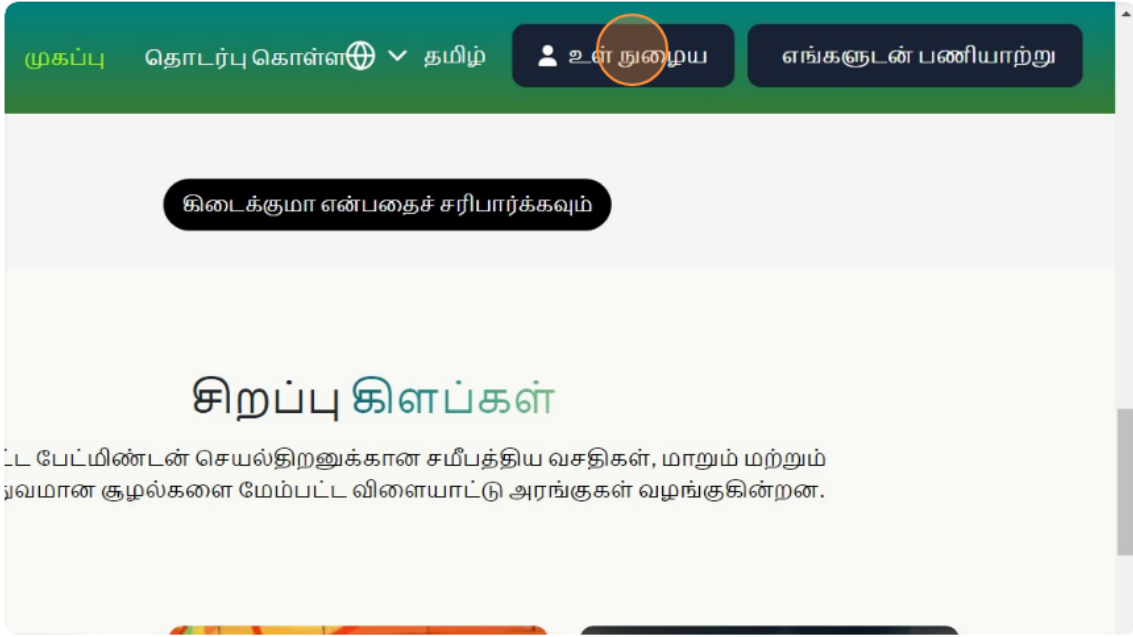 முகப்பு தொடர்பு கொள்ள தமிழ் உள் நுழைய எங்களுடன் பணியாற்று
கிடைக்குமா என்பதைச் சரிபார்க்கவும்
சிறப்பு கிளப்கள்
பேட்மிண்டன் செயல்திறனுக்கான சமீபத்திய வசதிகள், மாறும் மற்றும்
சூழல்களை மேம்பட்ட விளையாட்டு அரங்குகள் வழங்குகின்றன.